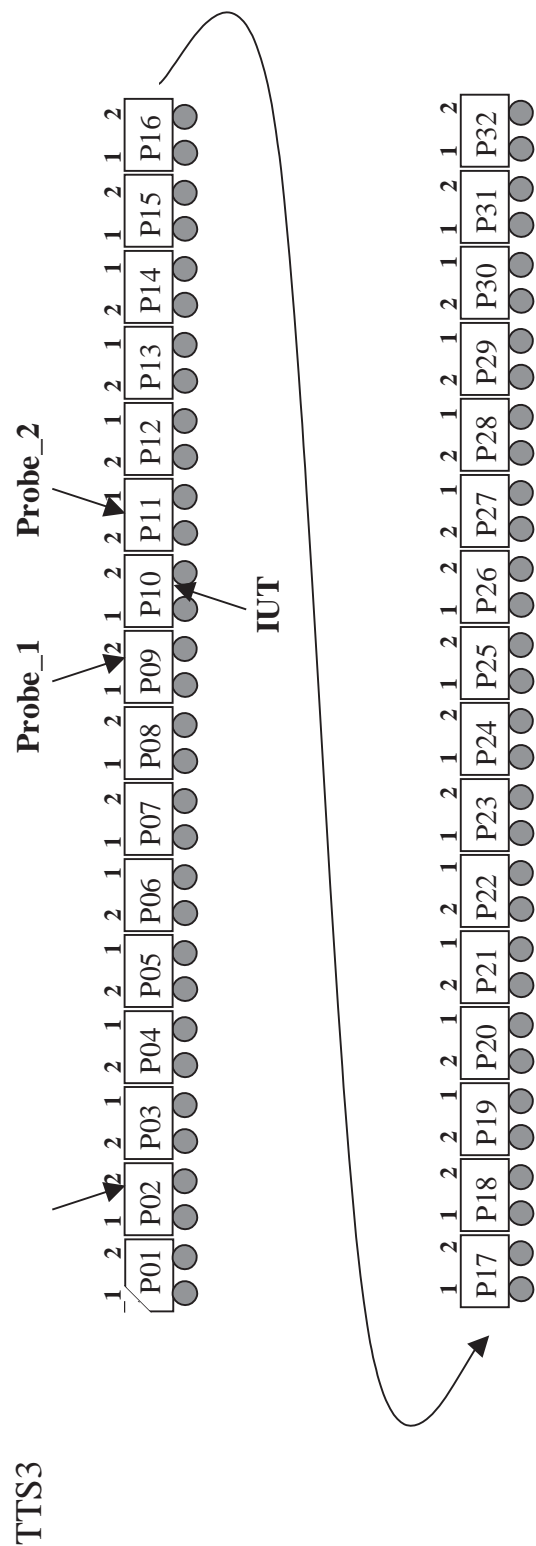 TTS3 Probe_1 Probe_2
1 2 1 2 2 1 2 1 2 1 2 1 1 2 1 2 1 2 1 2 2 1 2 1 2 1 2 1 1 2 1 2
P01 P02 P03 P04 P05 P06 P07 P08 P09 P10 P11 P12 P13 P14 P15 P16
IUT
1 2 1 2 2 1 2 1 2 1 2 1 1 2 1 2 1 2 1 2 2 1 2 1 2 1 2 1 1 2 1 2
P17 P18 P19 P20 P21 P22 P23 P24 P25 P26 P27 P28 P29 P30 P31 P32